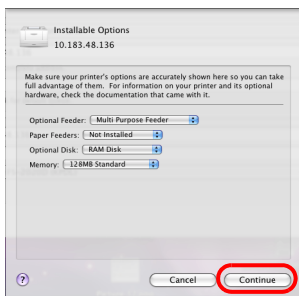 Installable Options
10.183.48.136
Make sure your printer's options are accurately shown here so you can take
full advantage of them. For information on your printer and its optional
hardware, check the documentation that came with it.
Optional Feeder: Multi Purpose Feeder
Paper Feeders: Not Installed
Optional Disk: RAM Disk
Memory: 128MB Standard
? Cancel Continue